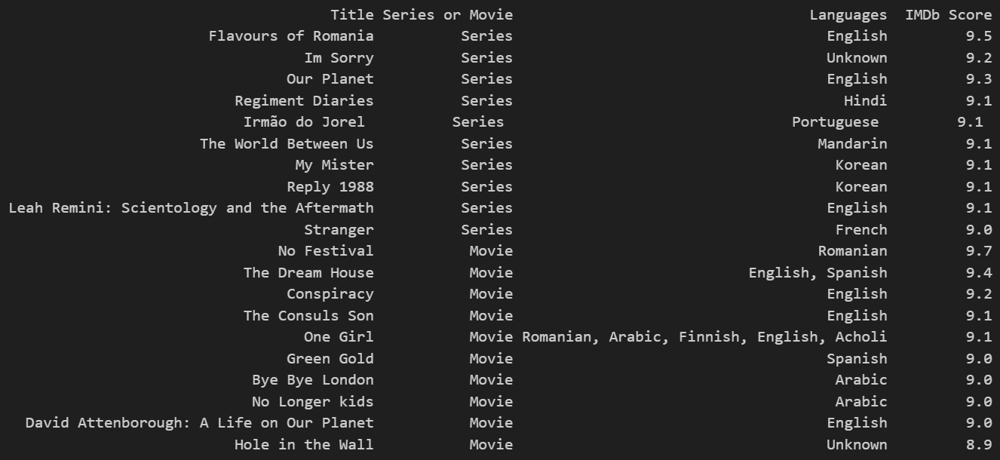 Title Series or Movie Languages IMDb Score
Flavours of Romania Series English 9.5
Im Sorry Series Unknown 9.2
Our Planet Series English 9.3
Regiment Diaries Series Hindi 9.1
Irmão do Jorel Series Portuguese 9.1
The World Between Us Series Mandarin 9.1
My Mister Series Korean 9.1
Reply 1988 Series Korean 9.1
Leah Remini: Scientology and the Aftermath Series English 9.1
Stranger Series French 9.0
No Festival Movie Romanian 9.7
The Dream House Movie English, Spanish 9.4
Conspiracy Movie English 9.2
The Consuls Son Movie English 9.1
One Girl Movie Romanian, Arabic, Finnish, English, Acholi 9.1
Green Gold Movie Spanish 9.0
Bye Bye London Movie Arabic 9.0
No Longer kids Movie Arabic 9.0
David Attenborough: A Life on Our Planet Movie English 9.0
Hole in the Wall Movie Unknown 8.9